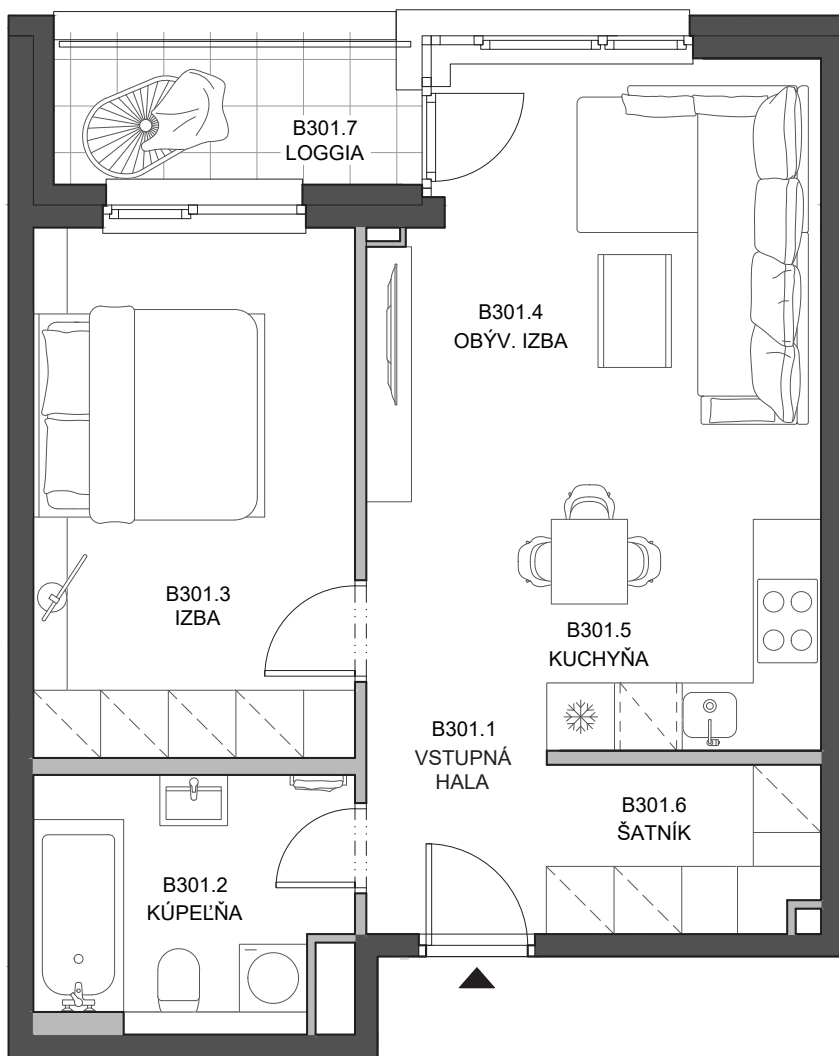 B301.7
LOGGIA
B301.4
OBÝV. IZBA
B301.3
IZBA
B301.5
KUCHYŇA
B301.1
VSTUPNÁ
HALA
B301.6
ŠATNÍK
B301.2
KÚPEĽŇA